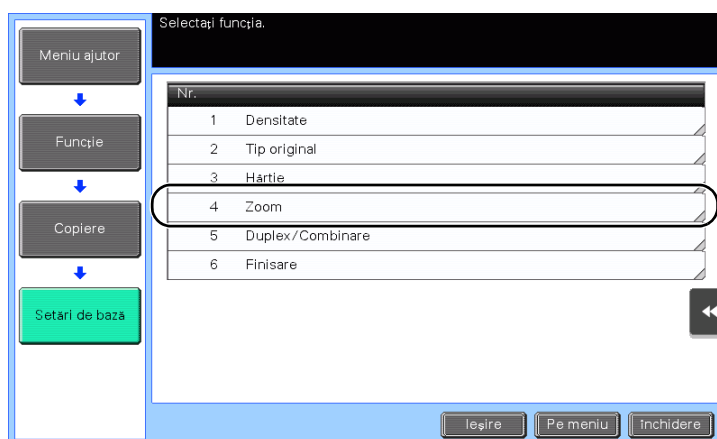 Selectați funcția.
Meniu ajutor
Funcție
Copiere
Setări de bază
Nr.
1 Densitate
2 Tip original
3 Hârtie
4 Zoom
5 Duplex/Combinare
6 Finisare
Ieşire
Pe meniu
închidere